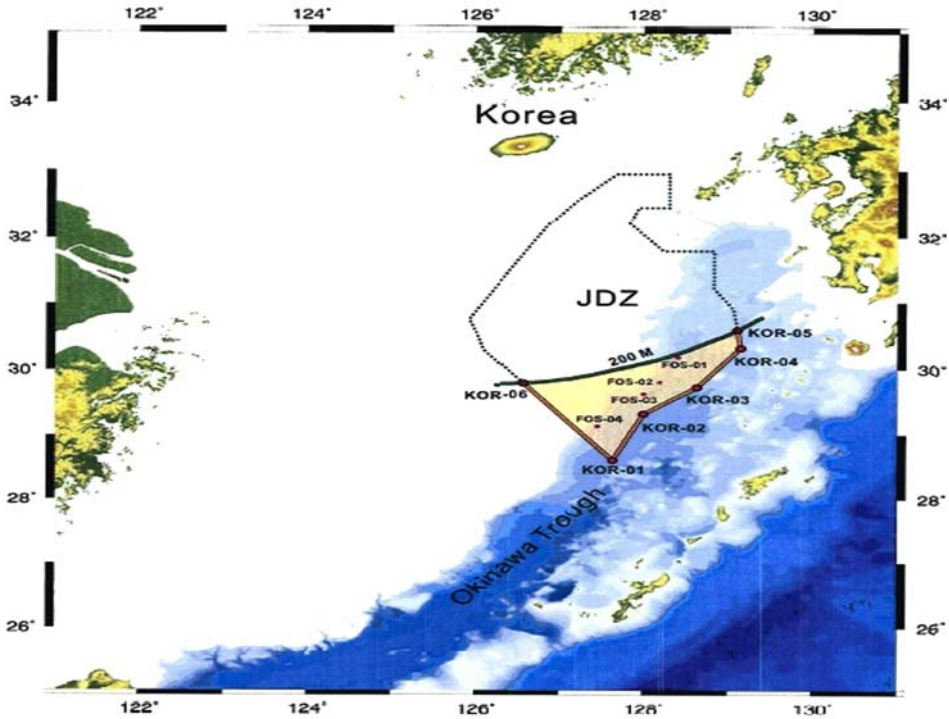 122° 124° 126° 128° 130°
34° 34°
Korea
32° 32°
JDZ
KOR-05
200 M
FOS-01
KOR-04
30° 30°
FOS-02
KOR-06
FOS-03
KOR-03
FOS-04
KOR-02
KOR-01
28° 28°
Okinawa Trough
26° 26°
122° 124° 126° 128° 130°